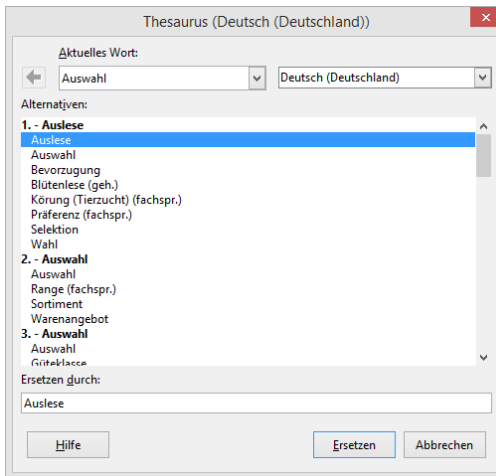 Thesaurus (Deutsch (Deutschland))
Aktuelles Wort:
Auswahl Deutsch (Deutschland)
Alternativen:
1. - Auslese
Auslese
Auswahl
Bevorzugung
Blütenlese (geh.)
Körung (Tierzucht) (fachspr.)
Präferenz (fachspr.)
Selektion
Wahl
2. - Auswahl
Auswahl
Range (fachspr.)
Sortiment
Warenangebot
3. - Auswahl
Auswahl
Güteklasse
Ersetzen durch:
Auslese
Hilfe Ersetzen Abbrechen